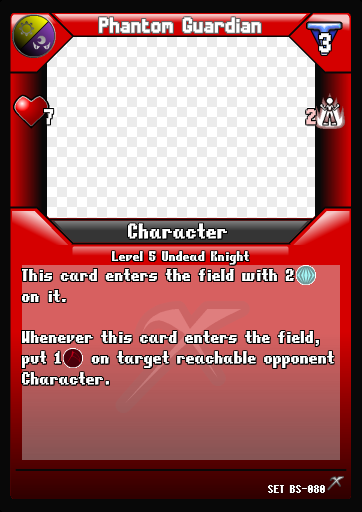 Phantom Guardian
3
7
2
Character
Level 5 Undead Knight
This card enters the field with 2
on it.
Whenever this card enters the field,
put 1 on target reachable opponent
Character.
SET BS-080